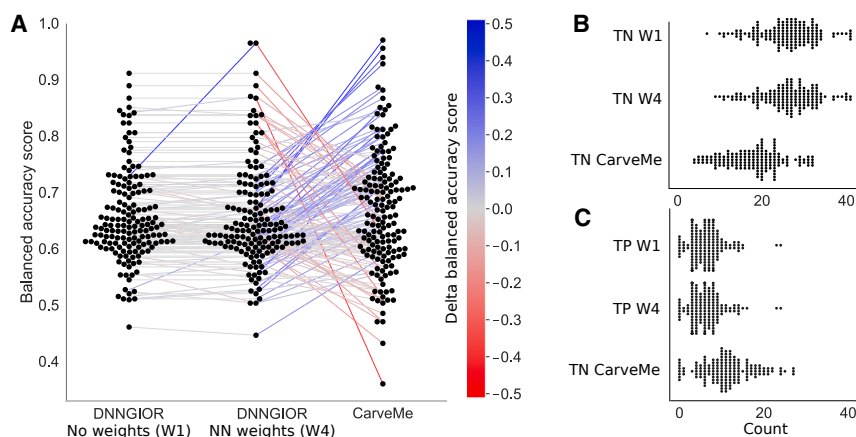 A
Balanced accuracy score
1.0
0.9
0.8
0.7
0.6
0.5
0.4
DNNGIOR
No weights (W1)
DNNGIOR
NN weights (W4)
CarveMe
Delta balanced accuracy score
0.5
0.4
0.3
0.2
0.1
0.0
−0.1
−0.2
−0.3
−0.4
−0.5
B
TN W1
TN W4
TN CarveMe
0
20
40
C
TP W1
TP W4
TN CarveMe
0
20
40
Count